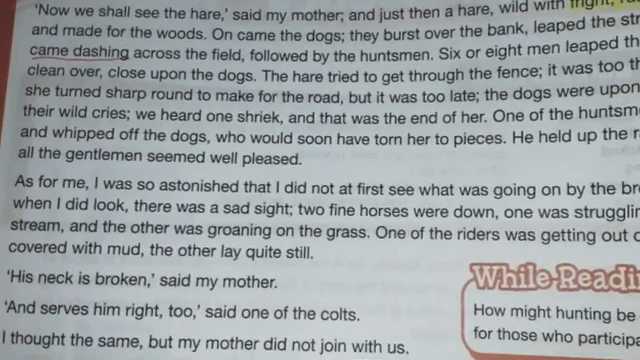 'Now we shall see the hare,' said my mother; and just then a hare, wild with fright,
and made for the woods. On came the dogs; they burst over the bank, leaped the
came dashing across the field, followed by the huntsmen. Six or eight men leaped
clean over, close upon the dogs. The hare tried to get through the fence; it was too
she turned sharp round to make for the road, but it was too late; the dogs were upon
their wild cries; we heard one shriek, and that was the end of her. One of the
and whipped off the dogs, who would soon have torn her to pieces. He held up the
all the gentlemen seemed well pleased.
As for me, I was so astonished that I did not at first see what was going on by the
when I did look, there was a sad sight; two fine horses were down, one was
stream, and the other was groaning on the grass. One of the riders was getting out
covered with mud, the other lay quite still.
'His neck is broken,' said my mother.
'And serves him right, too,' said one of the colts.
I thought the same, but my mother did not join with us.
While-Readi
How might hunting be
for those who participa